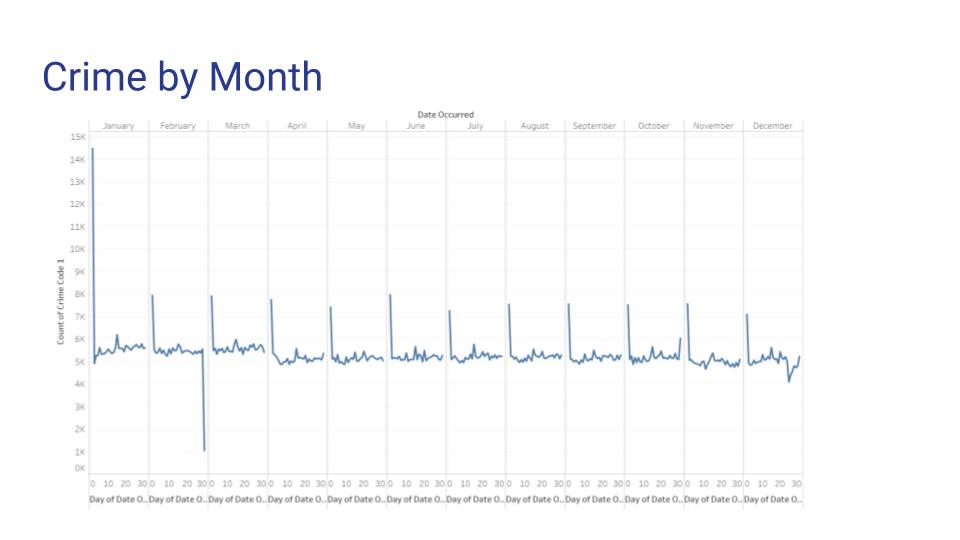 Crime by Month
Date Occurred
January February March April May June July August September October November December
15K
14K
13K
12K
11K
10K
9K
8K
7K
6K
5K
4K
3K
2K
1K
0K
Count of Crime Code 1
0 10 20 30 0 10 20 30 0 10 20 30 0 10 20 30 0 10 20 30 0 10 20 30 0 10 20 30 0 10 20 30 0 10 20 30 0 10 20 30 0 10 20 30 0 10 20 30
Day of Date O.. Day of Date O.. Day of Date O.. Day of Date O.. Day of Date O.. Day of Date O.. Day of Date O.. Day of Date O.. Day of Date O.. Day of Date O.. Day of Date O.. Day of Date O..